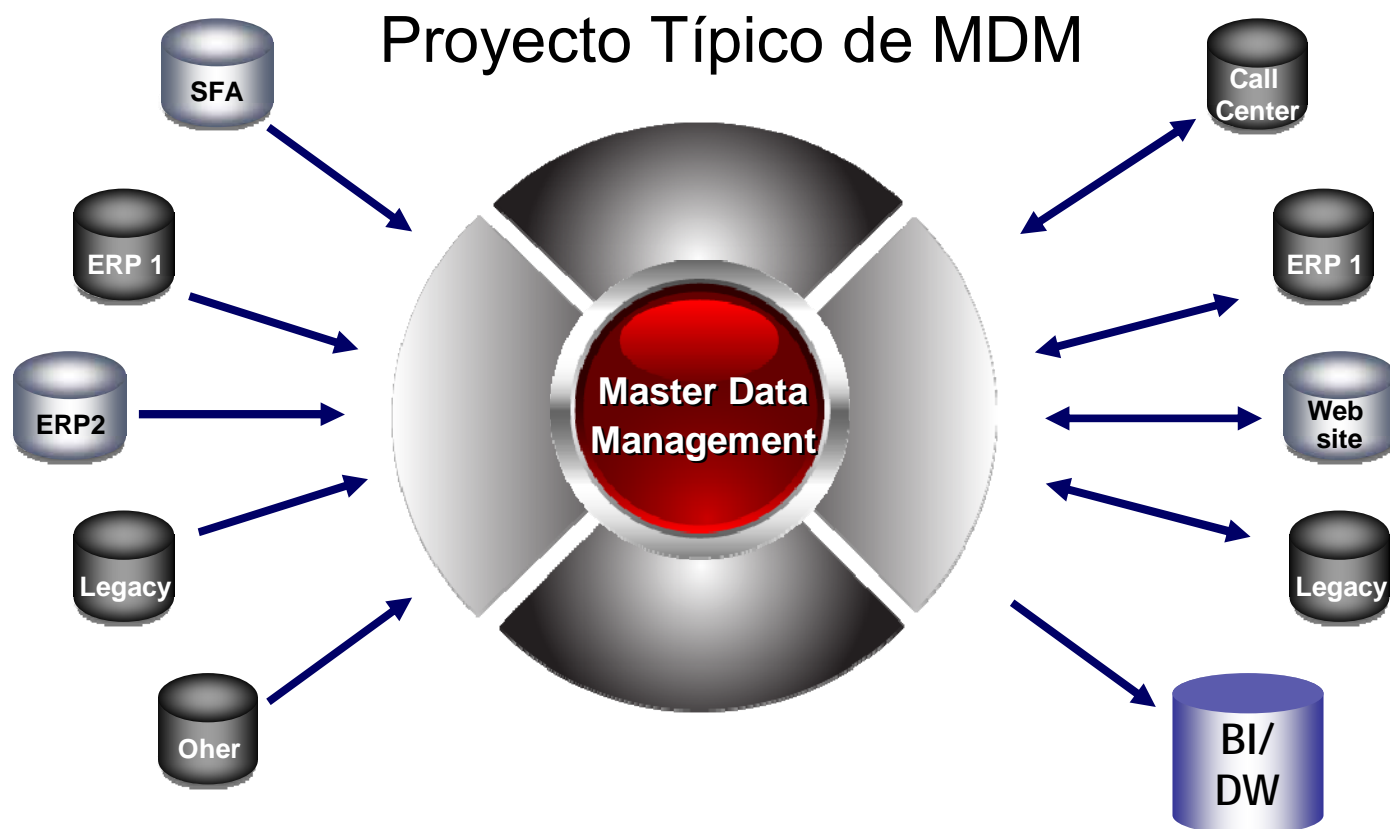 Proyecto Típico de MDM
SFA
ERP 1
ERP2
Legacy
Oher
Master Data
Management
Call
Center
ERP 1
Web
site
Legacy
BI/
DW